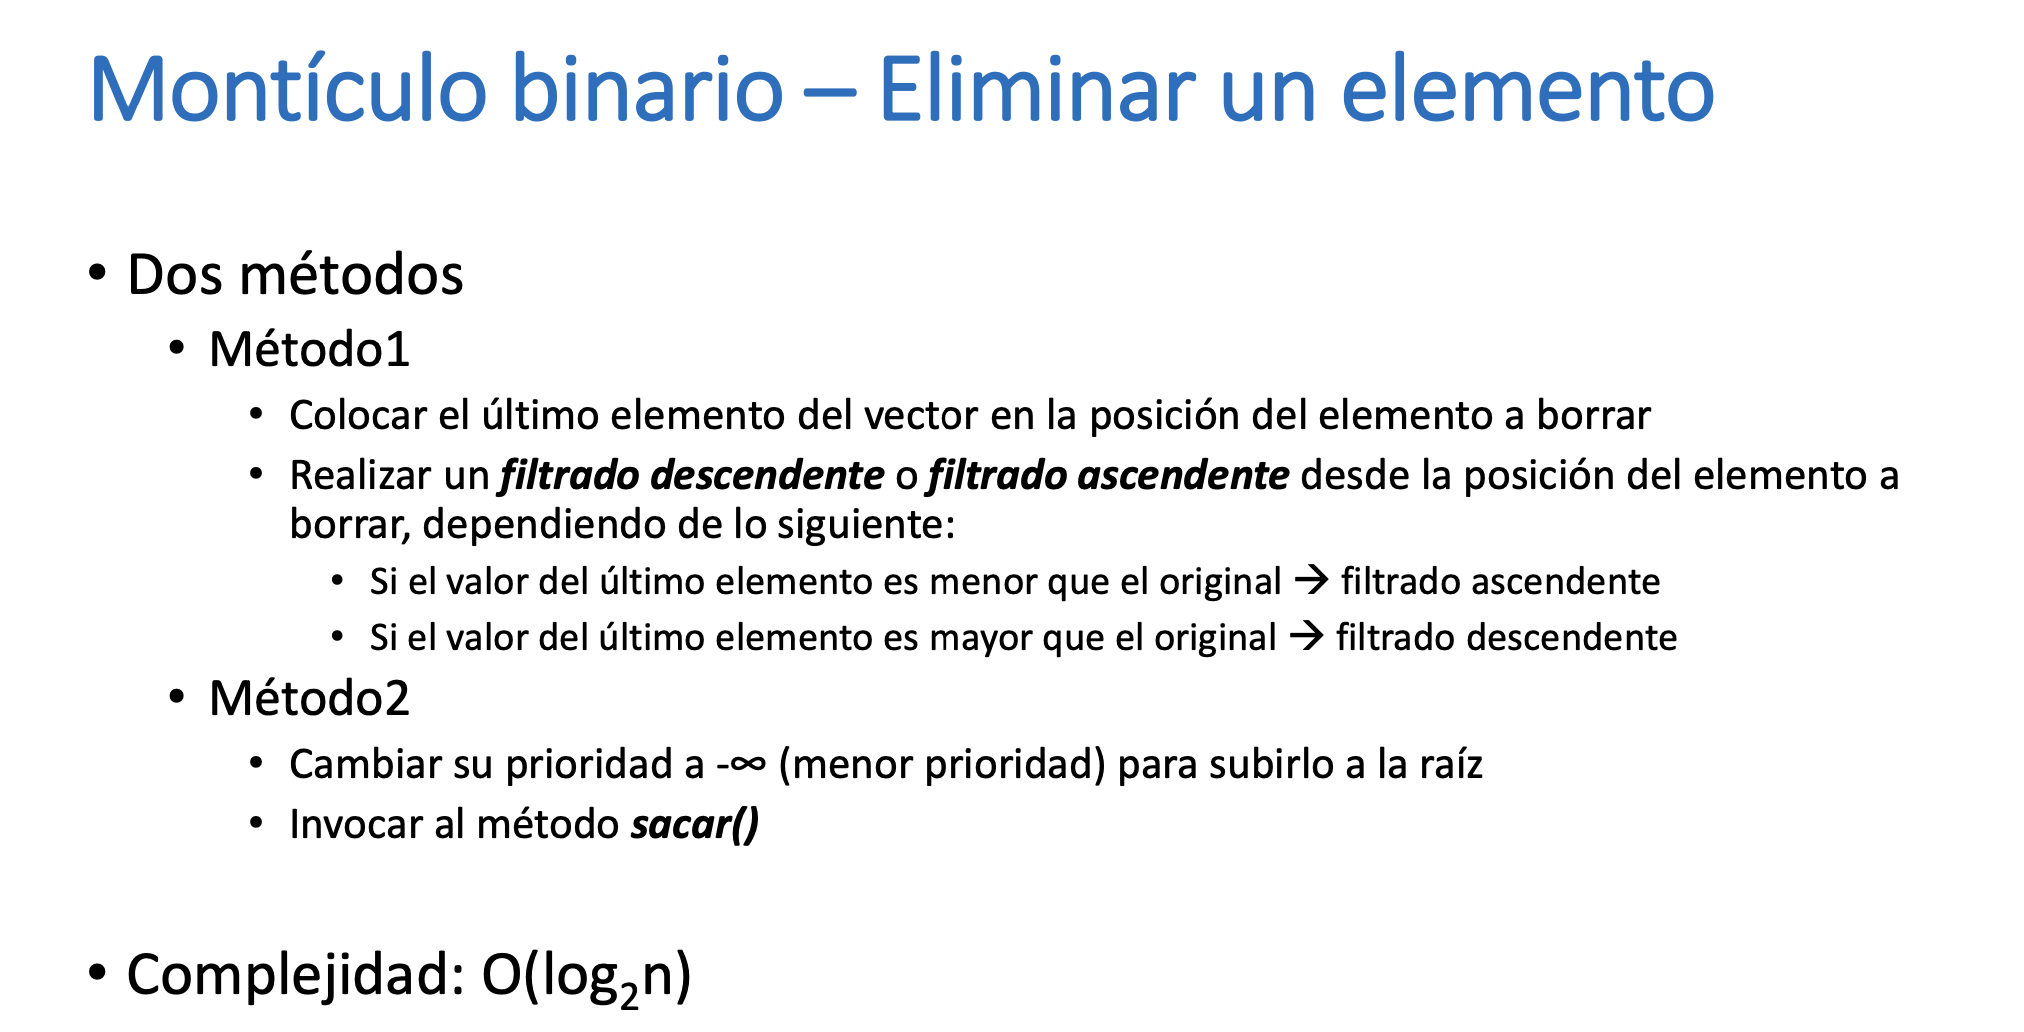 Montículo binario – Eliminar un elemento
• Dos métodos
• Método1
• Colocar el último elemento del vector en la posición del elemento a borrar
• Realizar un filtrado descendente o filtrado ascendente desde la posición del elemento a
borrar, dependiendo de lo siguiente:
• Si el valor del último elemento es menor que el original → filtrado ascendente
• Si el valor del último elemento es mayor que el original → filtrado descendente
• Método2
• Cambiar su prioridad a -∞ (menor prioridad) para subirlo a la raíz
• Invocar al método sacar()
• Complejidad: O(log₂n)